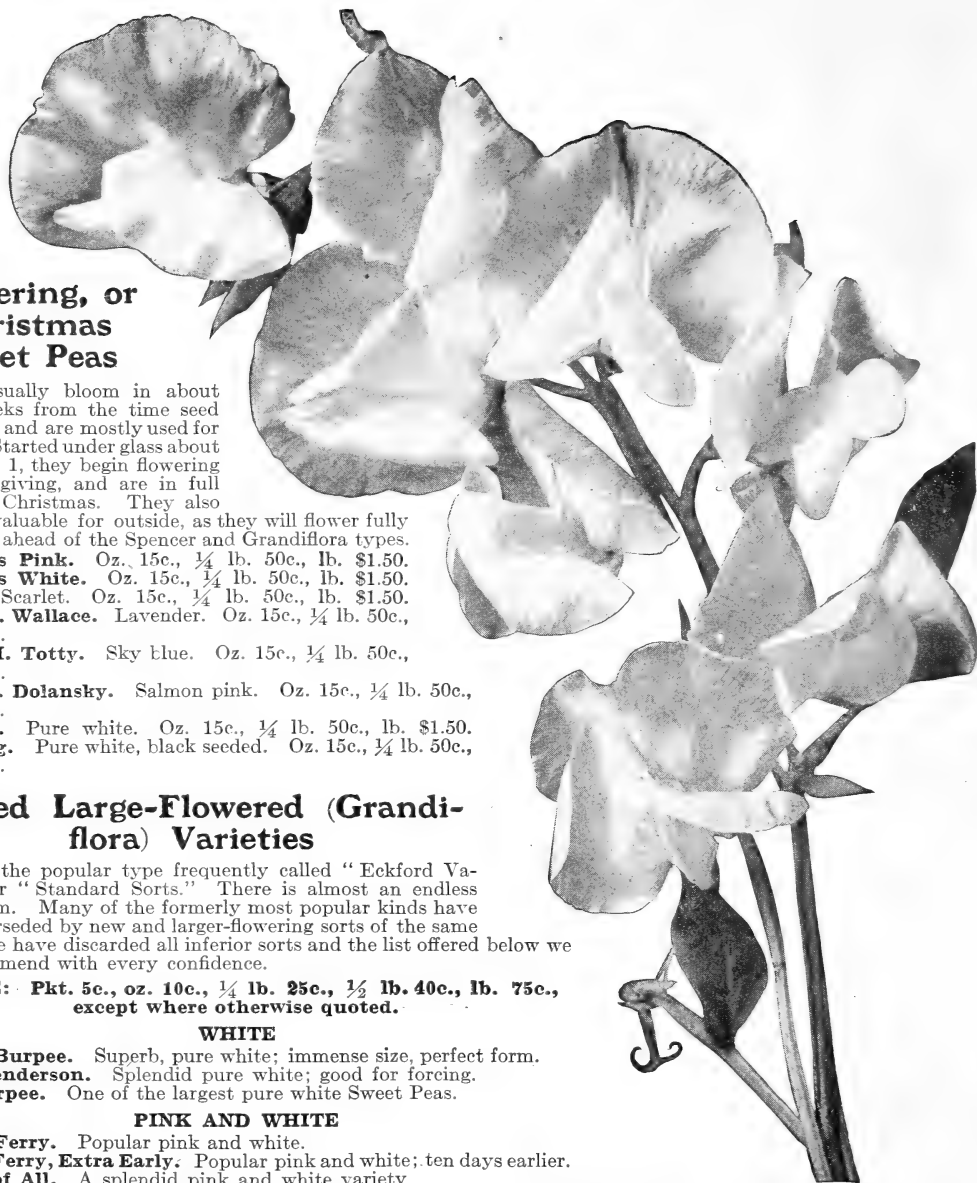 ering, or
ristmas
et Peas
sually bloom in about
eks from the time seed
and are mostly used for
Started under glass about
1, they begin flowering
giving, and are in full
Christmas. They also
valuable for outside, as they will flower fully
ahead of the Spencer and Grandiflora types.
s Pink. Oz. 15c., ¼ lb. 50c., lb. $1.50.
s White. Oz. 15c., ¼ lb. 50c., lb. $1.50.
Scarlet. Oz. 15c., ¼ lb. 50c., lb. $1.50.
. Wallace. Lavender. Oz. 15c., ¼ lb. 50c.,
.
I. Totty. Sky blue. Oz. 15c., ¼ lb. 50c.,
.
. Dolansky. Salmon pink. Oz. 15c., ¼ lb. 50c.,
.
. Pure white. Oz. 15c., ¼ lb. 50c., lb. $1.50.
g. Pure white, black seeded. Oz. 15c., ¼ lb. 50c.,
.
ed Large-Flowered (Grandi-
flora) Varieties
the popular type frequently called "Eckford Va-
r "Standard Sorts." There is almost an endless
m. Many of the formerly most popular kinds have
rseded by new and larger-flowering sorts of the same
e have discarded all inferior sorts and the list offered below we
mend with every confidence.
: Pkt. 5c., oz. 10c., ¼ lb. 25c., ½ lb. 40c., lb. 75c.,
except where otherwise quoted.
WHITE
Burpee. Superb, pure white; immense size, perfect form.
enderson. Splendid pure white; good for forcing.
rpee. One of the largest pure white Sweet Peas.
PINK AND WHITE
Ferry. Popular pink and white.
Ferry, Extra Early. Popular pink and white; ten days earlier.
of All. A splendid pink and white variety